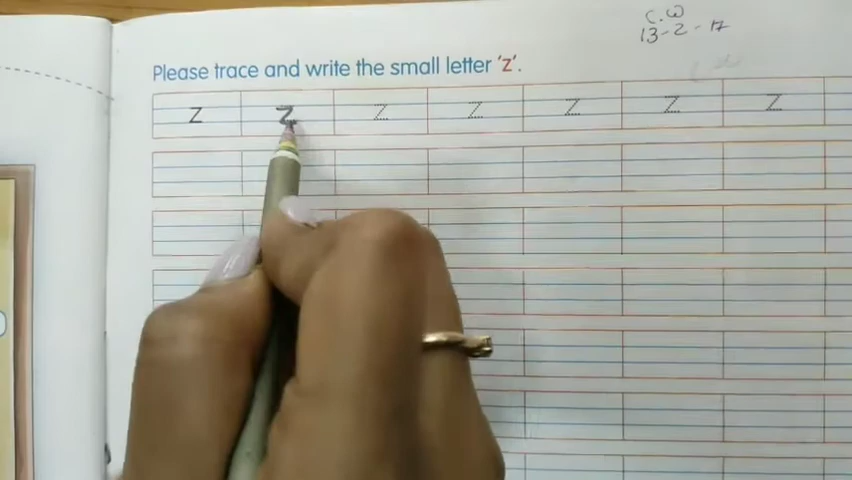 C.W
13-2-17
Please trace and write the small letter 'z'.
z z z z z z z